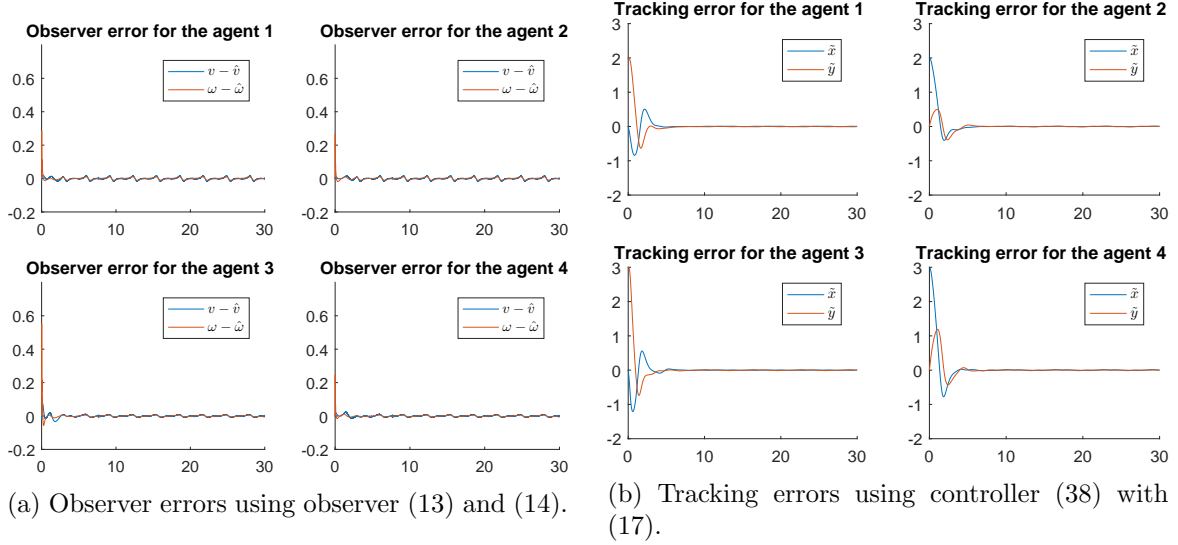 Observer error for the agent 1
v − v̂
ω − ω̂
0.6
0.4
0.2
0
-0.2
0 10 20 30
Observer error for the agent 2
v − v̂
ω − ω̂
0.6
0.4
0.2
0
-0.2
0 10 20 30
Observer error for the agent 3
v − v̂
ω − ω̂
0.6
0.4
0.2
0
-0.2
0 10 20 30
Observer error for the agent 4
v − v̂
ω − ω̂
0.6
0.4
0.2
0
-0.2
0 10 20 30
(a) Observer errors using observer (13) and (14).
Tracking error for the agent 1
x̃
ỹ
3
2
1
0
-1
-2
0 10 20 30
Tracking error for the agent 2
x̃
ỹ
3
2
1
0
-1
-2
0 10 20 30
Tracking error for the agent 3
x̃
ỹ
3
2
1
0
-1
-2
0 10 20 30
Tracking error for the agent 4
x̃
ỹ
3
2
1
0
-1
-2
0 10 20 30
(b) Tracking errors using controller (38) with
(17).